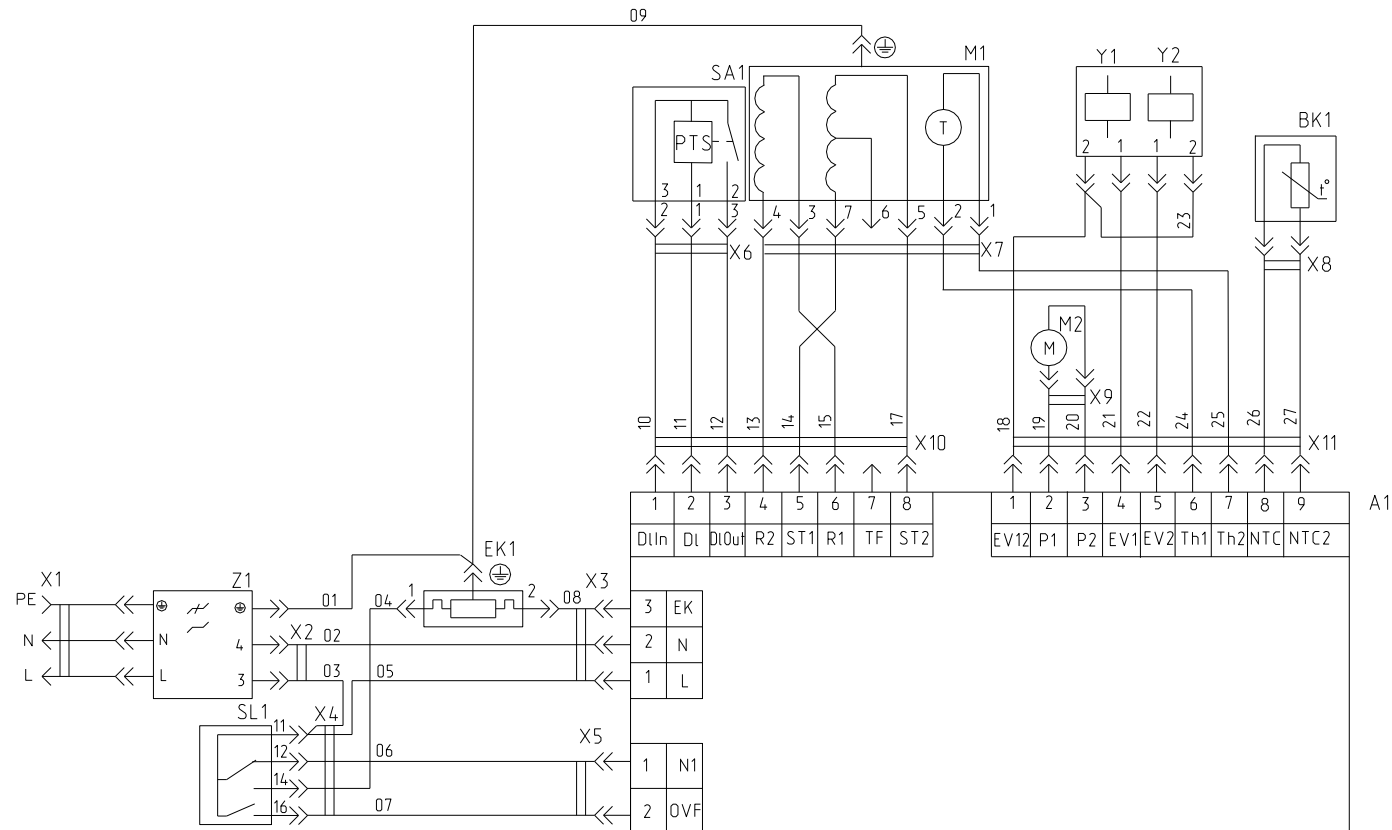 09
M1
SA1
Y1 Y2
BK1
PTS
T
t°
3 1 2
2 1 3
4 3 7 6 5 2 1
2 1 1 2
23
X6
X7
X8
M2
M
X9
10 11 12 13 14 15 17
X10
18 19 20 21 22 24 25 26 27
X11
A1
1 2 3 4 5 6 7 8
DlIn Dl DlOut R2 ST1 R1 TF ST2
1 2 3 4 5 6 7 8 9
EV12 P1 P2 EV1 EV2 Th1 Th2 NTC NTC2
EK1
X1
Z1
X3
PE
01
04
1
2
08
3 EK
N
N
4
X2
02
2 N
L
L
3
03
05
1 L
SL1
X4
11
X5
12
06
1 N1
14
16
07
2 OVF